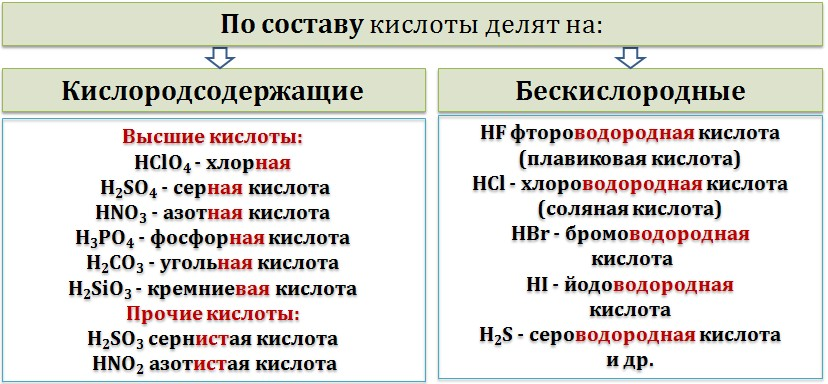 По составу кислоты делят на:
Кислородсодержащие
Высшие кислоты:
HClO₄ - хлорная
H₂SO₄ - серная кислота
HNO₃ - азотная кислота
H₃PO₄ - фосфорная кислота
H₂CO₃ - угольная кислота
H₂SiO₃ - кремниевая кислота
Прочие кислоты:
H₂SO₃ сернистая кислота
HNO₂ азотистая кислота
Бескислородные
HF фтороводородная кислота
(плавиковая кислота)
HCl - хлороводородная кислота
(соляная кислота)
HBr - бромоводородная
кислота
HI - йодоводородная
кислота
H₂S - сероводородная кислота
и др.